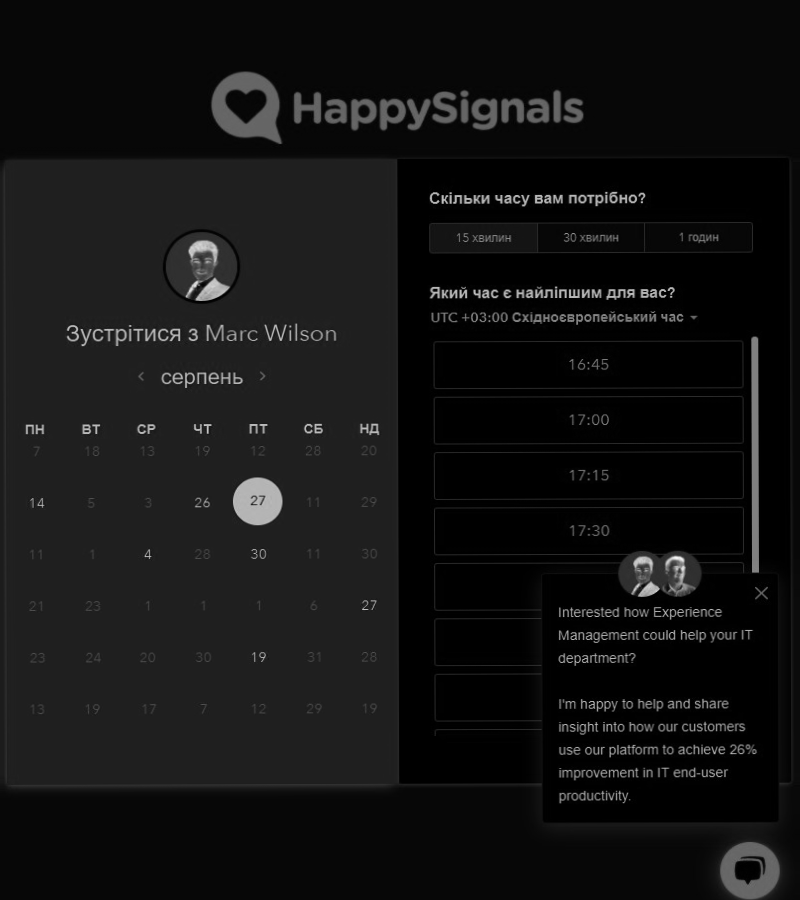 HappySignals
Зустрітися з Marc Wilson
серпень
ПН ВТ СР ЧТ ПТ СБ НД
7 18 13 19 12 28 20
14 5 3 26 27 11 29
11 1 4 28 30 11 30
21 23 1 1 1 6 27
23 24 20 30 19 31 28
13 19 17 7 12 29 19
Скільки часу вам потрібно?
15 хвилин 30 хвилин 1 годин
Який час є найліпшим для вас?
UTC +03:00 Східноєвропейський час
16:45
17:00
17:15
17:30
Interested how Experience
Management could help your IT
department?
I'm happy to help and share
insight into how our customers
use our platform to achieve 26%
improvement in IT end-user
productivity.